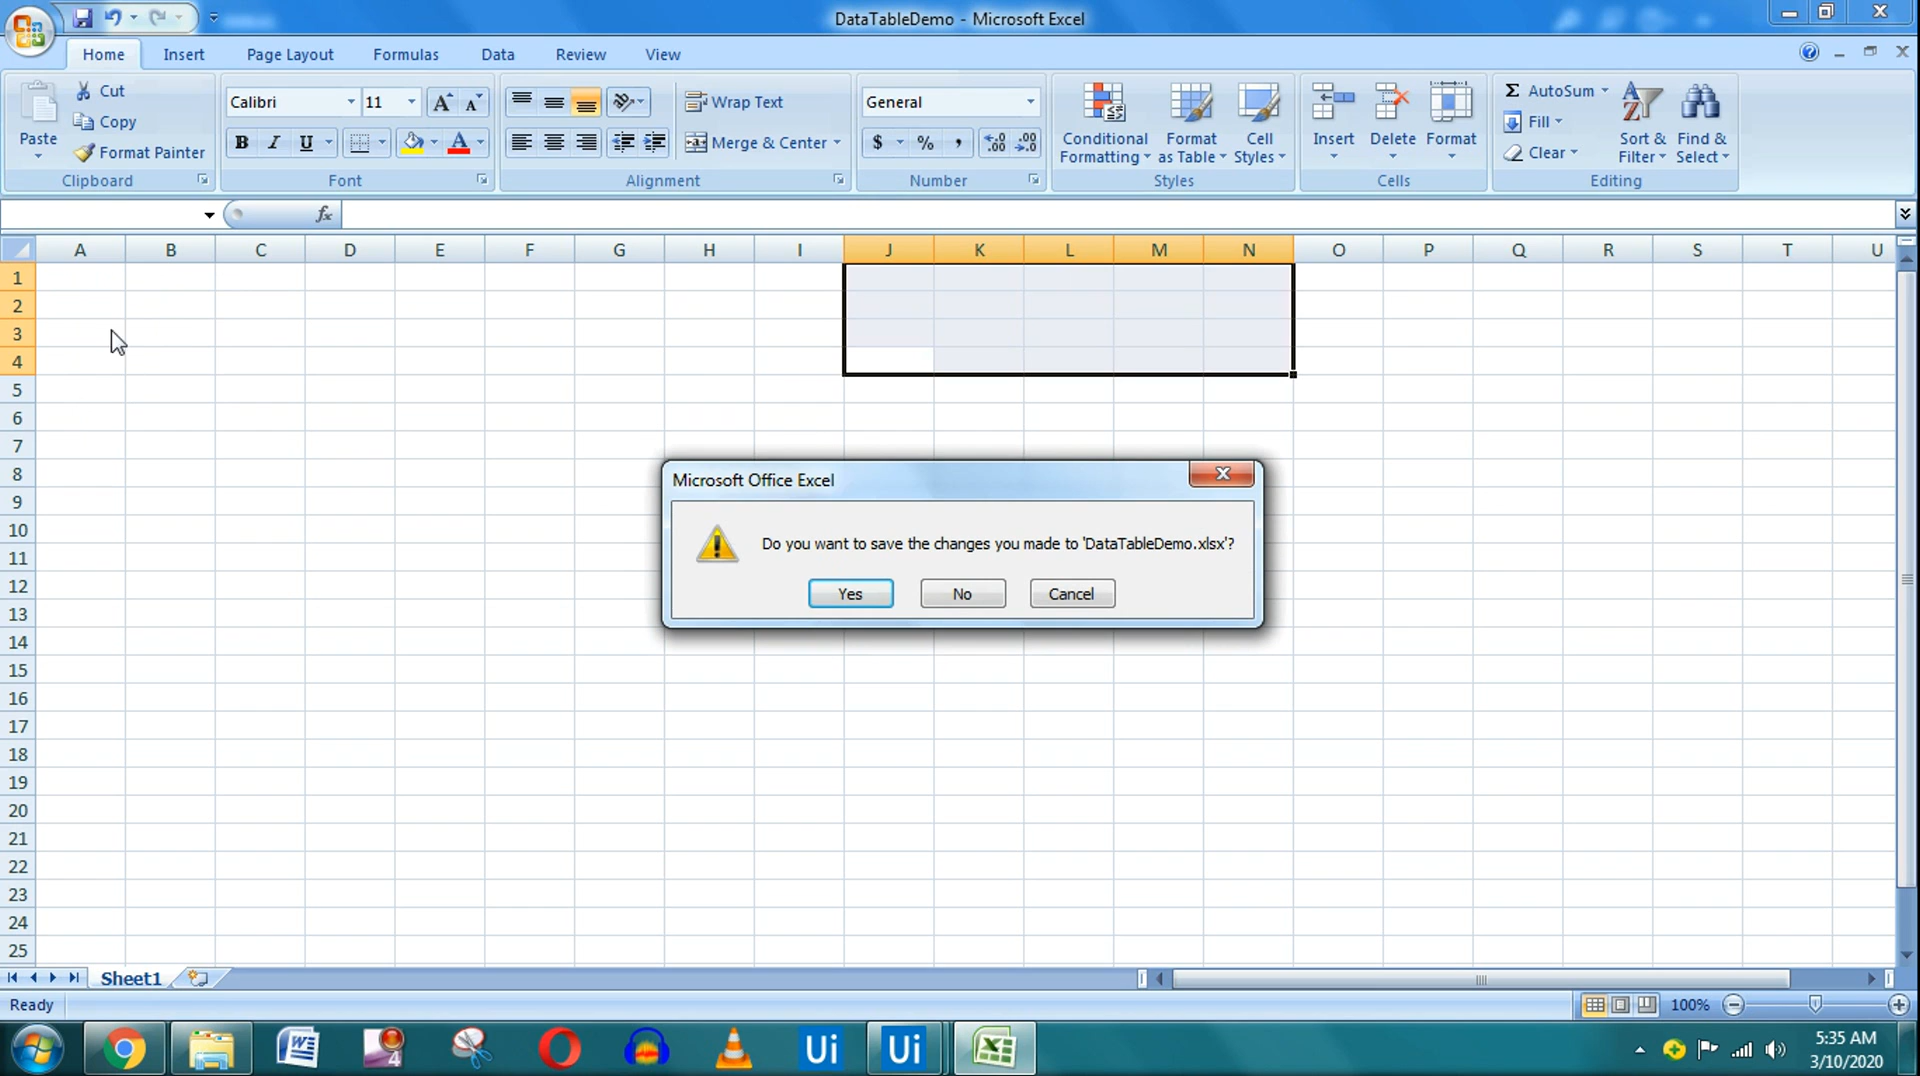 DataTableDemo - Microsoft Excel
Home Insert Page Layout Formulas Data Review View
Paste
Cut
Copy
Format Painter
Clipboard
Calibri 11
B I U
Font
Wrap Text
Merge & Center
Alignment
General
$ % ,
Number
Conditional Formatting
Format as Table
Cell Styles
Styles
Insert Delete Format
Cells
Σ AutoSum
Fill
Clear
Sort & Filter
Find & Select
Editing
fx
A B C D E F G H I J K L M N O P Q R S T U
1
2
3
4
5
6
7
8
9
10
11
12
13
14
15
16
17
18
19
20
21
22
23
24
25
Microsoft Office Excel
Do you want to save the changes you made to 'DataTableDemo.xlsx'?
Yes No Cancel
Sheet1
Ready 100%
Ui Ui
5:35 AM
3/10/2020